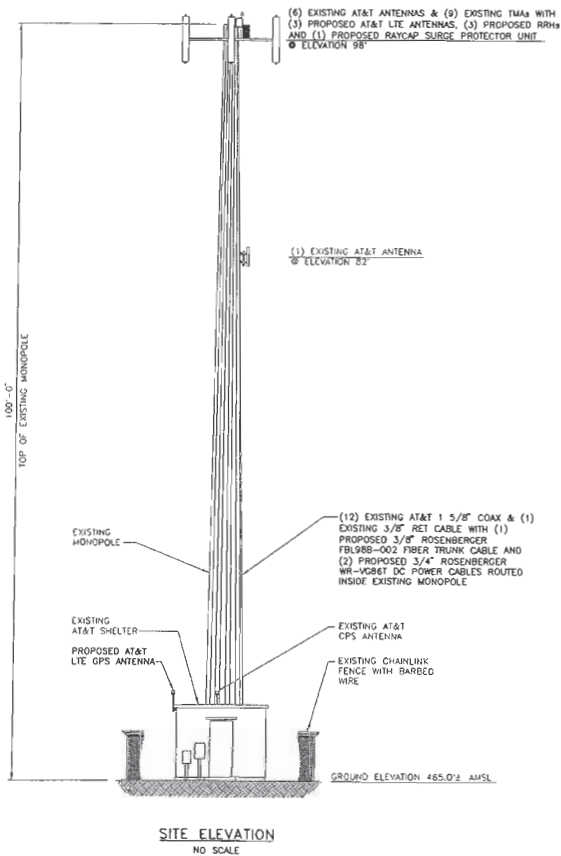 (6) EXISTING AT&T ANTENNAS & (9) EXISTING TMAs WITH
(3) PROPOSED AT&T LTE ANTENNAS, (3) PROPOSED RRHs
AND (1) PROPOSED RAYCAP SURGE PROTECTOR UNIT
@ ELEVATION 98'
(1) EXISTING AT&T ANTENNA
@ ELEVATION 82'
100'-0"
TOP OF EXISTING MONOPOLE
(12) EXISTING AT&T 1 5/8" COAX & (1)
EXISTING 3/8" RET CABLE WITH (1)
PROPOSED 3/8" ROSENBERGER
FBL98B-002 FIBER TRUNK CABLE AND
(2) PROPOSED 3/4" ROSENBERGER
WR-VG86T DC POWER CABLES ROUTED
INSIDE EXISTING MONOPOLE
EXISTING
MONOPOLE
EXISTING
AT&T SHELTER
PROPOSED AT&T
LTE GPS ANTENNA
EXISTING AT&T
GPS ANTENNA
EXISTING CHAINLINK
FENCE WITH BARBED
WIRE
GROUND ELEVATION 465.0'± AMSL
SITE ELEVATION
NO SCALE